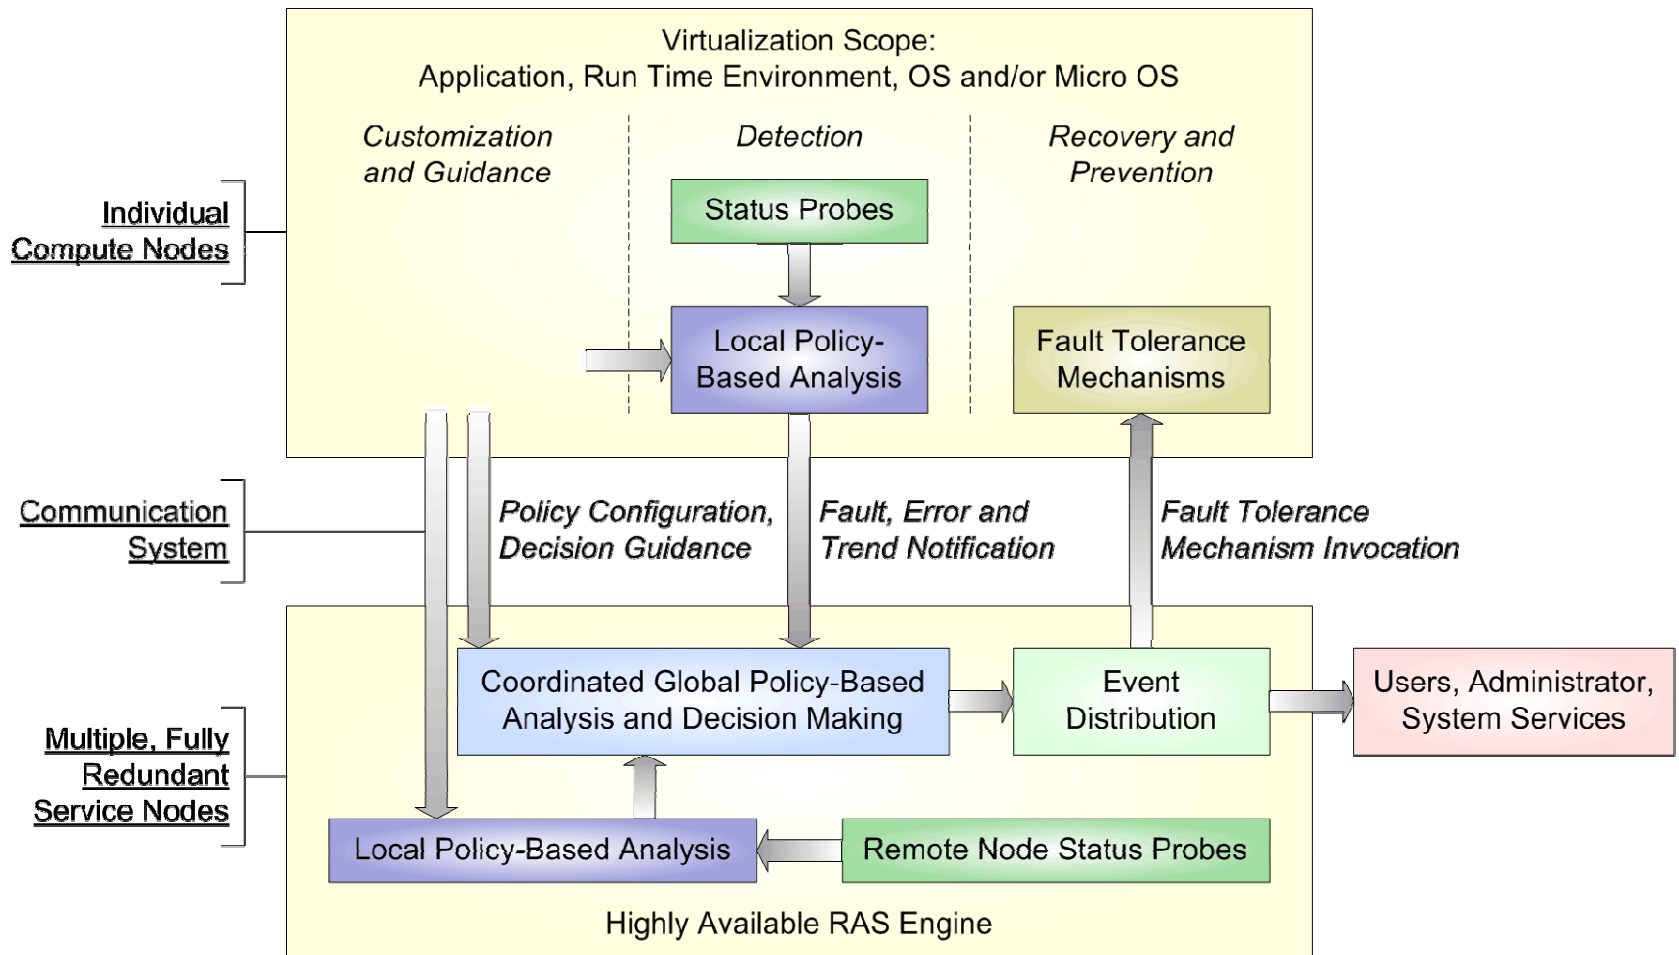 Virtualization Scope:
Application, Run Time Environment, OS and/or Micro OS
Customization
and Guidance
Detection
Recovery and
Prevention
Individual
Compute Nodes
Status Probes
Local Policy-
Based Analysis
Fault Tolerance
Mechanisms
Communication
System
Policy Configuration,
Decision Guidance
Fault, Error and
Trend Notification
Fault Tolerance
Mechanism Invocation
Multiple, Fully
Redundant
Service Nodes
Coordinated Global Policy-Based
Analysis and Decision Making
Event
Distribution
Users, Administrator,
System Services
Local Policy-Based Analysis
Remote Node Status Probes
Highly Available RAS Engine